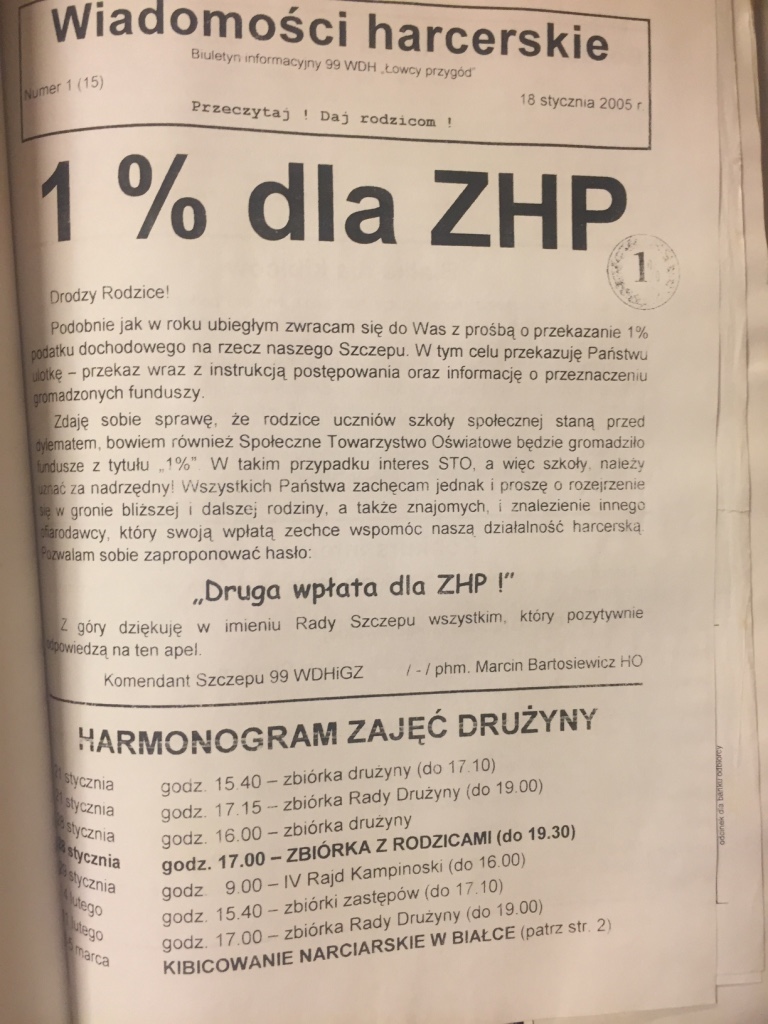 Wiadomości harcerskie
Biuletyn informacyjny 99 WDH „Łowcy przygód"
Numer 1 (15)
18 stycznia 2005 r
Przeczytaj ! Daj rodzicom !
1 % dla ZHP
1
Drodzy Rodzice!
Podobnie jak w roku ubiegłym zwracam się do Was z prośbą o przekazanie 1%
podatku dochodowego na rzecz naszego Szczepu. W tym celu przekazuję Państwu
ulotkę – przekaz wraz z instrukcją postępowania oraz informację o przeznaczeniu
gromadzonych funduszy.
Zdaję sobie sprawę, że rodzice uczniów szkoły społecznej staną przed
dylematem, bowiem również Społeczne Towarzystwo Oświatowe będzie gromadziło
fundusze z tytułu „1%". W takim przypadku interes STO, a więc szkoły, należy
uznać za nadrzędny! Wszystkich Państwa zachęcam jednak i proszę o rozejrzenie
się w gronie bliższej i dalszej rodziny, a także znajomych, i znalezienie innego
ofiarodawcy, który swoją wpłatą zechce wspomóc naszą działalność harcerską.
Pozwalam sobie zaproponować hasło:
„Druga wpłata dla ZHP !"
Z góry dziękuję w imieniu Rady Szczepu wszystkim, który pozytywnie
odpowiedzą na ten apel.
Komendant Szczepu 99 WDHiGZ / - / phm. Marcin Bartosiewicz HO
HARMONOGRAM ZAJĘĆ DRUŻYNY
stycznia godz. 15.40 – zbiórka drużyny (do 17.10)
stycznia godz. 17.15 – zbiórka Rady Drużyny (do 19.00)
stycznia godz. 16.00 – zbiórka drużyny
stycznia godz. 17.00 – ZBIÓRKA Z RODZICAMI (do 19.30)
stycznia godz. 9.00 – IV Rajd Kampinoski (do 16.00)
lutego godz. 15.40 – zbiórki zastępów (do 17.10)
lutego godz. 17.00 – zbiórka Rady Drużyny (do 19.00)
marca KIBICOWANIE NARCIARSKIE W BIAŁCE (patrz str. 2)
odcinek dla banku odbiorcy